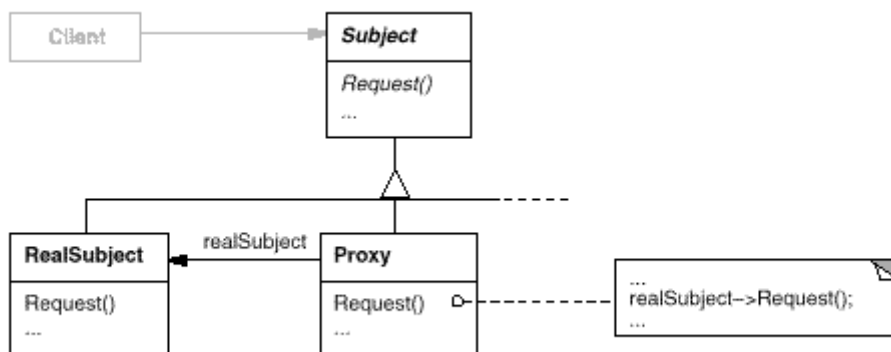 Client
Subject
Request()
...
realSubject
RealSubject
Request()
...
Proxy
Request()
...
...
realSubject->Request();
...